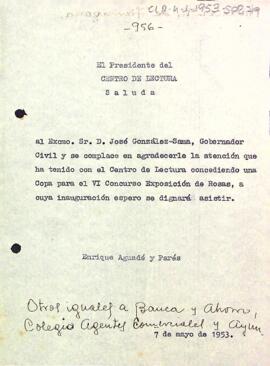 -956-
El Presidente del
CENTRO DE LECTURA
Saluda
al Excmo. Sr. D. José González-Sama, Gobernador
Civil y se complace en agradecerle la atención que
ha tenido con el Centro de Lectura concediendo una
Copa para el VI Concurso Exposición de Rosas, a
cuya inauguración espero se dignará asistir.
Enrique Aguadé y Parés
Otros iguales a Banca y Ahorro,
Colegio Agentes Comerciales y Ayun.
7 de mayo de 1953.